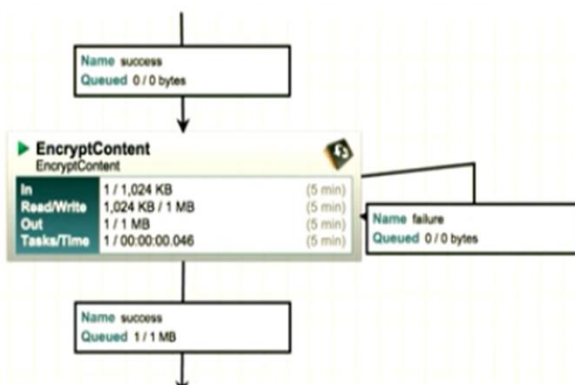 Name success
Queued 0 / 0 bytes
EncryptContent
EncryptContent
In 1 / 1,024 KB (5 min)
Read/Write 1,024 KB / 1 MB (5 min)
Out 1 / 1 MB (5 min)
Tasks/Time 1 / 00:00:00.046 (5 min)
Name failure
Queued 0 / 0 bytes
Name success
Queued 1 / 1 MB